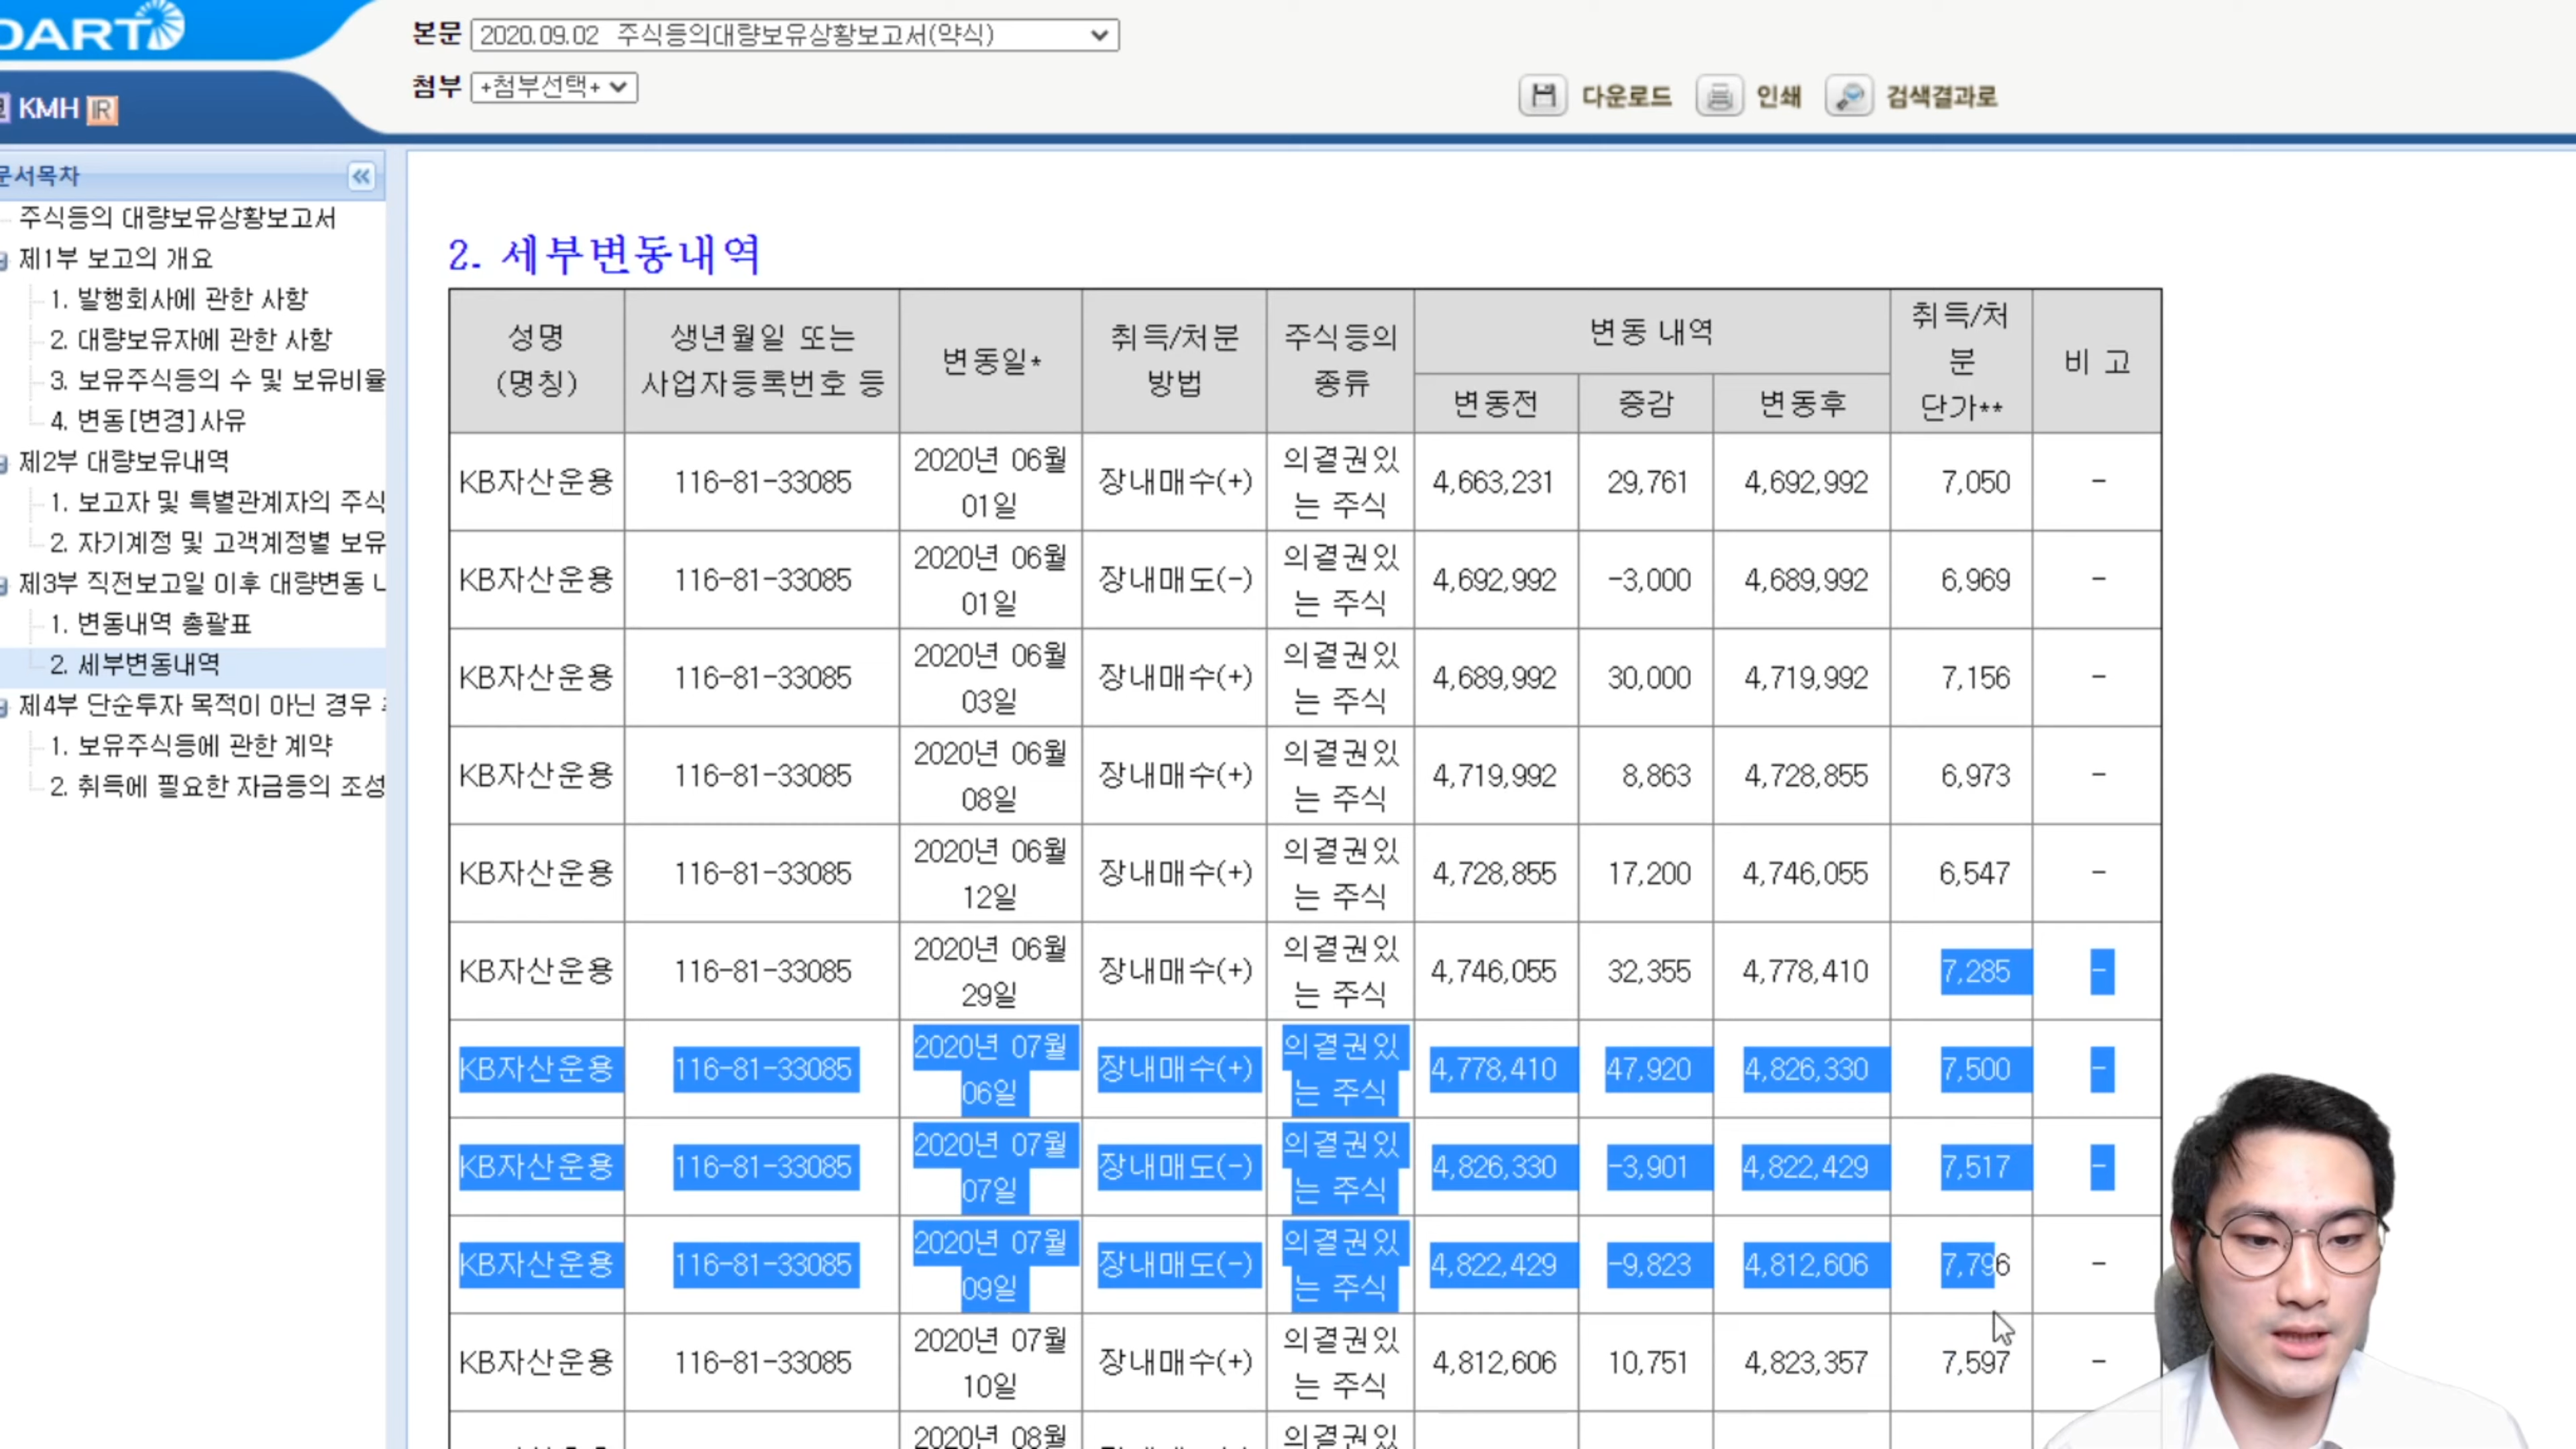 DART
본문 2020.09.02 주식등의대량보유상황보고서(약식)
첨부 +첨부선택+
다운로드 인쇄 검색결과로
KMH IR
문서목차
주식등의 대량보유상황보고서
제1부 보고의 개요
1. 발행회사에 관한 사항
2. 대량보유자에 관한 사항
3. 보유주식등의 수 및 보유비율
4. 변동[변경]사유
제2부 대량보유내역
1. 보고자 및 특별관계자의 주식
2. 자기계정 및 고객계정별 보유
제3부 직전보고일 이후 대량변동
1. 변동내역 총괄표
2. 세부변동내역
제4부 단순투자 목적이 아닌 경우
1. 보유주식등에 관한 계약
2. 취득에 필요한 자금등의 조성
2. 세부변동내역
성명 (명칭) 생년월일 또는 사업자등록번호 등 변동일* 취득/처분 방법 주식등의 종류 변동 내역 취득/처분 단가** 비 고
변동전 증감 변동후
KB자산운용 116-81-33085 2020년 06월 01일 장내매수(+) 의결권있는 주식 4,663,231 29,761 4,692,992 7,050 -
KB자산운용 116-81-33085 2020년 06월 01일 장내매도(-) 의결권있는 주식 4,692,992 -3,000 4,689,992 6,969 -
KB자산운용 116-81-33085 2020년 06월 03일 장내매수(+) 의결권있는 주식 4,689,992 30,000 4,719,992 7,156 -
KB자산운용 116-81-33085 2020년 06월 08일 장내매수(+) 의결권있는 주식 4,719,992 8,863 4,728,855 6,973 -
KB자산운용 116-81-33085 2020년 06월 12일 장내매수(+) 의결권있는 주식 4,728,855 17,200 4,746,055 6,547 -
KB자산운용 116-81-33085 2020년 06월 29일 장내매수(+) 의결권있는 주식 4,746,055 32,355 4,778,410 7,285 -
KB자산운용 116-81-33085 2020년 07월 06일 장내매수(+) 의결권있는 주식 4,778,410 47,920 4,826,330 7,500 -
KB자산운용 116-81-33085 2020년 07월 07일 장내매도(-) 의결권있는 주식 4,826,330 -3,901 4,822,429 7,517 -
KB자산운용 116-81-33085 2020년 07월 09일 장내매도(-) 의결권있는 주식 4,822,429 -9,823 4,812,606 7,796 -
KB자산운용 116-81-33085 2020년 07월 10일 장내매수(+) 의결권있는 주식 4,812,606 10,751 4,823,357 7,597 -
2020년 08월 의결권있